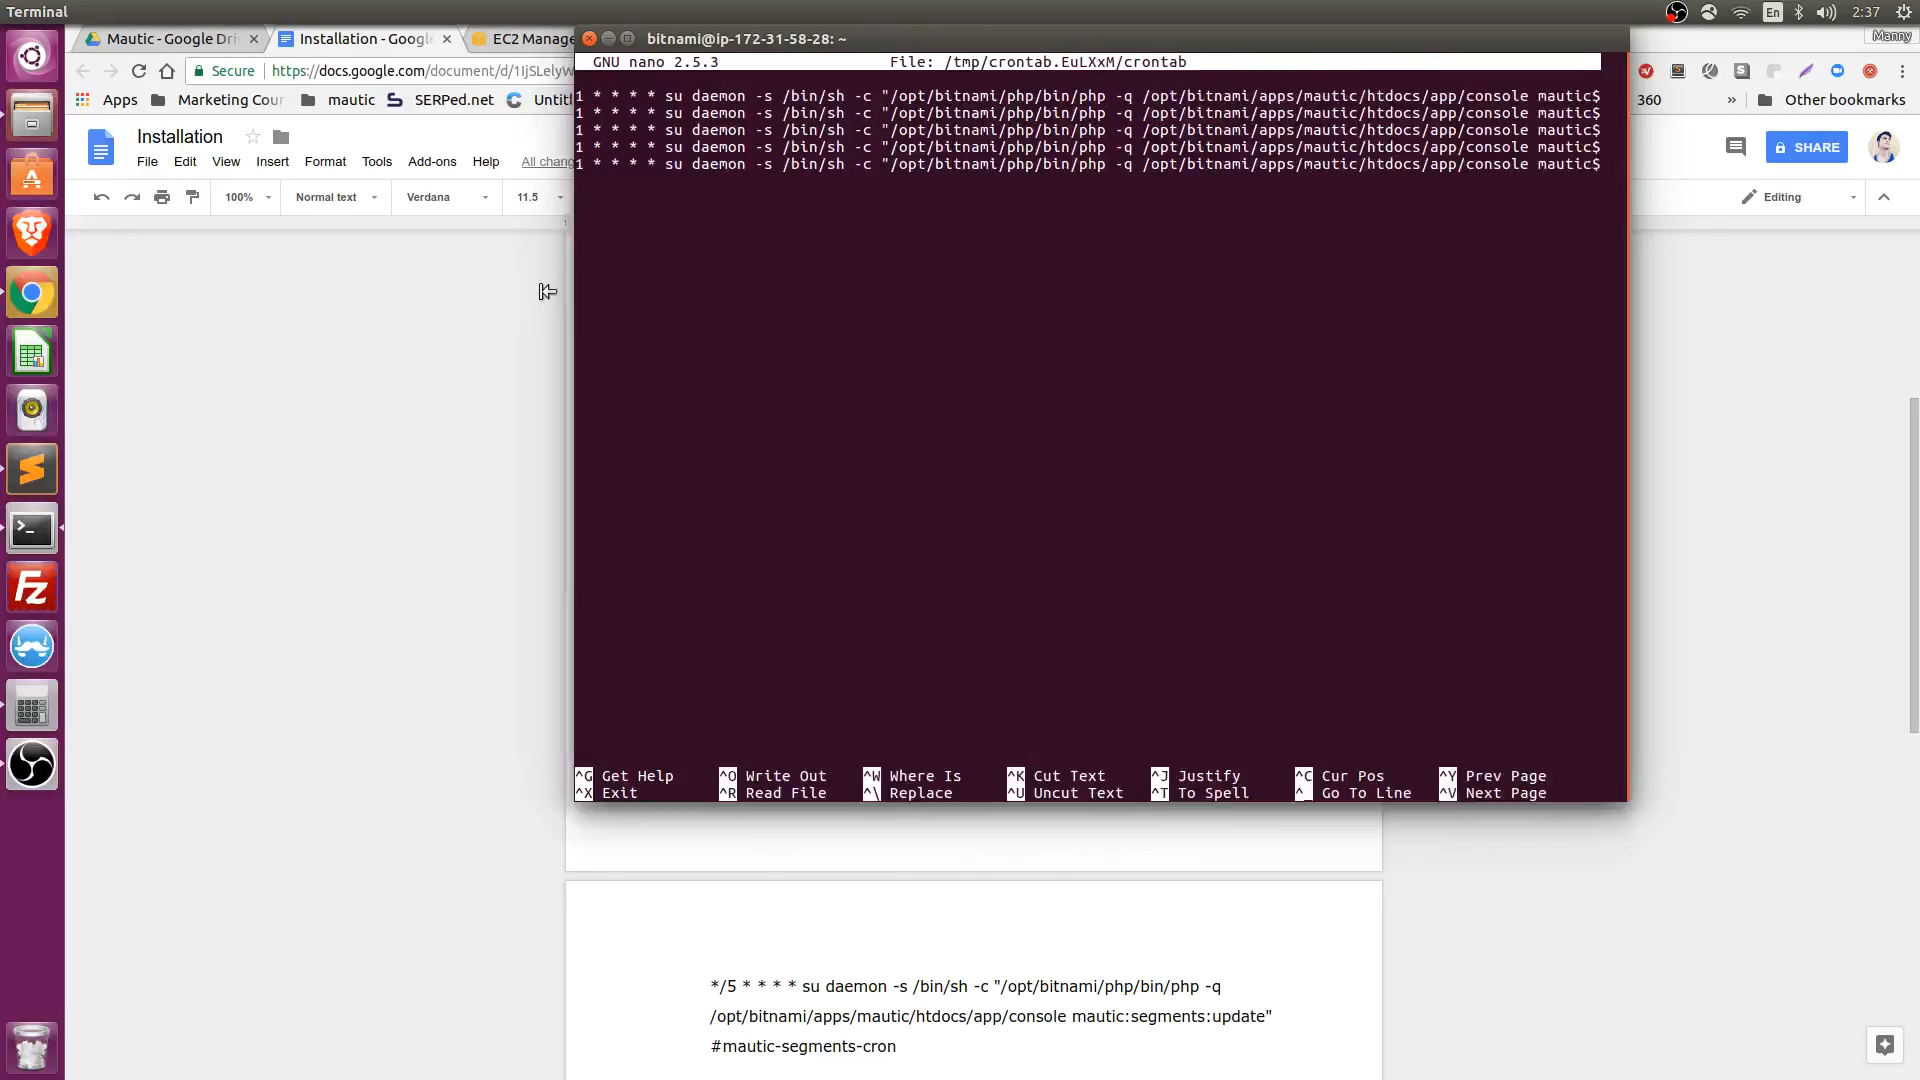 Terminal
En
2:37
Mautic - Google Dri
Installation - Google
EC2 Manage
bitnami@ip-172-31-58-28: ~
Manny
Secure
https://docs.google.com/document/d/1IjSLelyW
GNU nano 2.5.3
File: /tmp/crontab.EuLXxM/crontab
Apps
Marketing Cou
mautic
SERPed.net
Untitl
360
»
Other bookmarks
1 * * * * su daemon -s /bin/sh -c "/opt/bitnami/php/bin/php -q /opt/bitnami/apps/mautic/htdocs/app/console mautic$
1 * * * * su daemon -s /bin/sh -c "/opt/bitnami/php/bin/php -q /opt/bitnami/apps/mautic/htdocs/app/console mautic$
1 * * * * su daemon -s /bin/sh -c "/opt/bitnami/php/bin/php -q /opt/bitnami/apps/mautic/htdocs/app/console mautic$
1 * * * * su daemon -s /bin/sh -c "/opt/bitnami/php/bin/php -q /opt/bitnami/apps/mautic/htdocs/app/console mautic$
1 * * * * su daemon -s /bin/sh -c "/opt/bitnami/php/bin/php -q /opt/bitnami/apps/mautic/htdocs/app/console mautic$
Installation
File Edit View Insert Format Tools Add-ons Help All chang
SHARE
100% Normal text Verdana 11.5
Editing
^G Get Help ^O Write Out ^W Where Is ^K Cut Text ^J Justify ^C Cur Pos ^Y Prev Page
^X Exit ^R Read File ^\ Replace ^U Uncut Text ^T To Spell ^_ Go To Line ^V Next Page
*/5 * * * * su daemon -s /bin/sh -c "/opt/bitnami/php/bin/php -q
/opt/bitnami/apps/mautic/htdocs/app/console mautic:segments:update"
#mautic-segments-cron